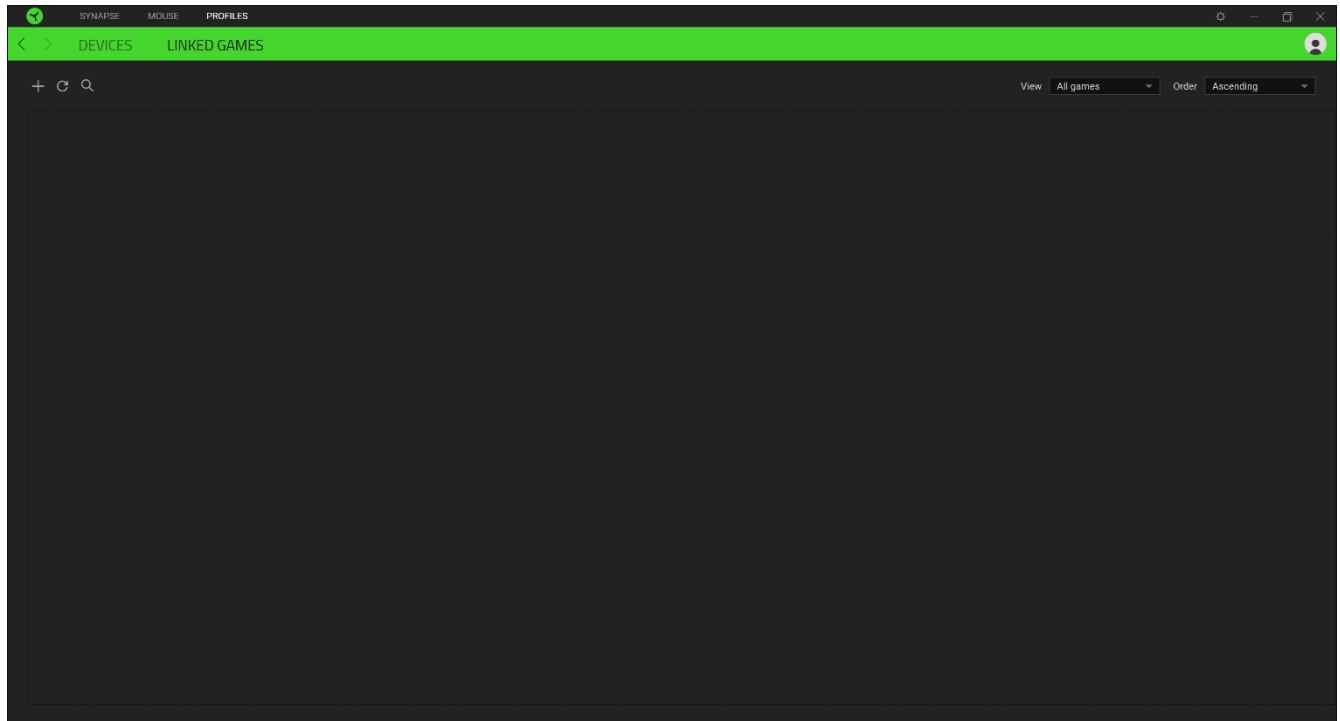 SYNAPSE MOUSE PROFILES
DEVICES LINKED GAMES
View All games Order Ascending